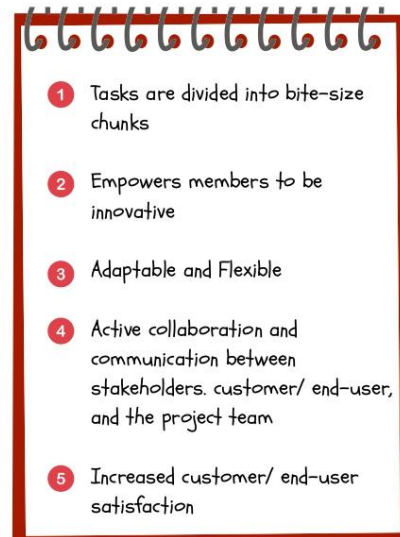 1 Tasks are divided into bite-size
chunks
2 Empowers members to be
innovative
3 Adaptable and Flexible
4 Active collaboration and
communication between
stakeholders. customer/ end-user,
and the project team
5 Increased customer/ end-user
satisfaction